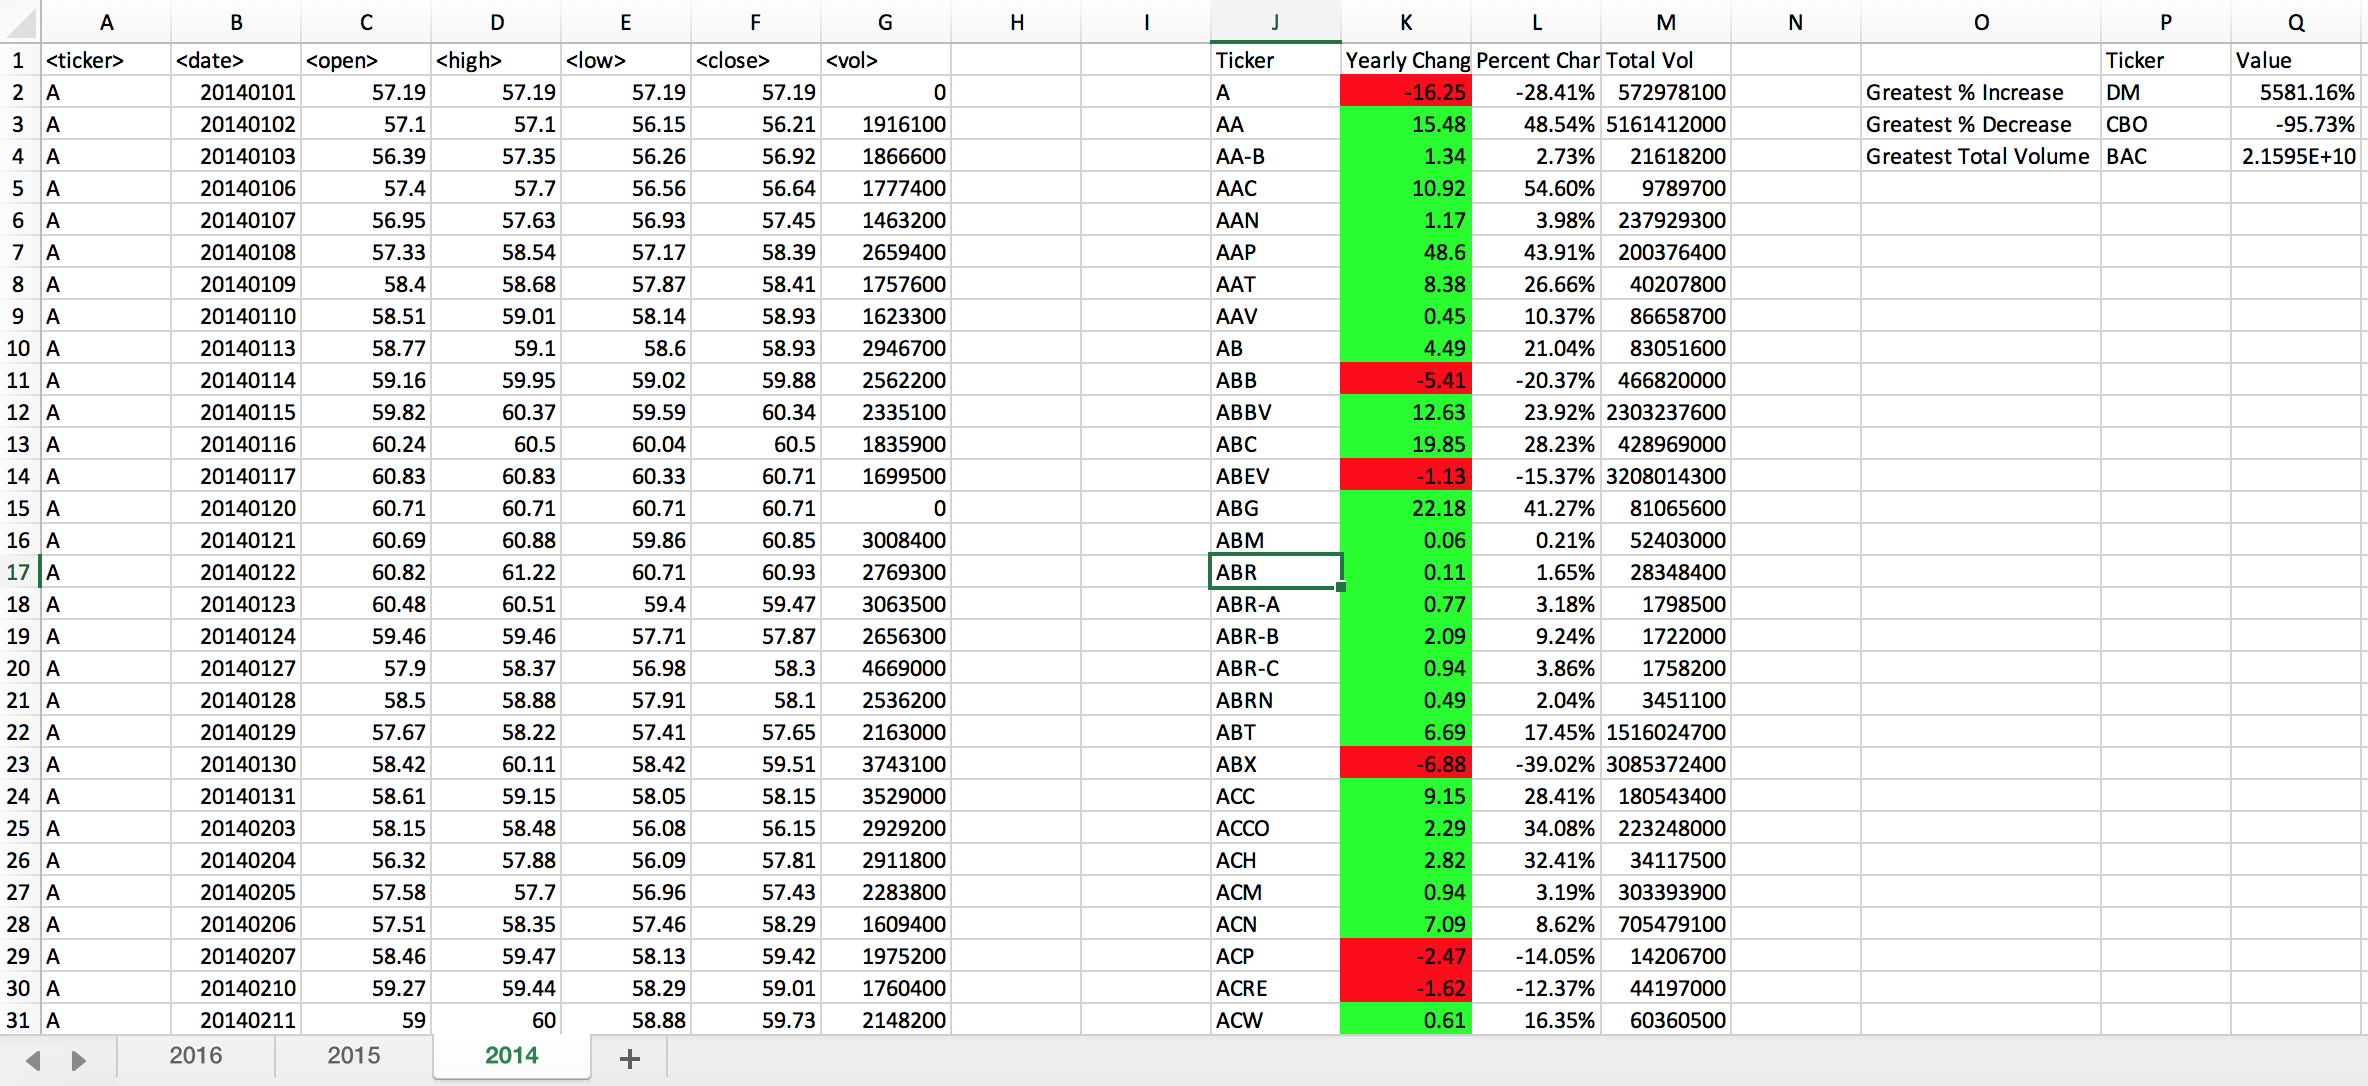 A B C D E F G H I J K L M N O P Q
1 <ticker> <date> <open> <high> <low> <close> <vol> Ticker Yearly Chang Percent Char Total Vol Ticker Value
2 A 20140101 57.19 57.19 57.19 57.19 0 A -16.25 -28.41% 572978100 Greatest % Increase DM 5581.16%
3 A 20140102 57.1 57.1 56.15 56.21 1916100 AA 15.48 48.54% 5161412000 Greatest % Decrease CBO -95.73%
4 A 20140103 56.39 57.35 56.26 56.92 1866600 AA-B 1.34 2.73% 21618200 Greatest Total Volume BAC 2.1595E+10
5 A 20140106 57.4 57.7 56.56 56.64 1777400 AAC 10.92 54.60% 9789700
6 A 20140107 56.95 57.63 56.93 57.45 1463200 AAN 1.17 3.98% 237929300
7 A 20140108 57.33 58.54 57.17 58.39 2659400 AAP 48.6 43.91% 200376400
8 A 20140109 58.4 58.68 57.87 58.41 1757600 AAT 8.38 26.66% 40207800
9 A 20140110 58.51 59.01 58.14 58.93 1623300 AAV 0.45 10.37% 86658700
10 A 20140113 58.77 59.1 58.6 58.93 2946700 AB 4.49 21.04% 83051600
11 A 20140114 59.16 59.95 59.02 59.88 2562200 ABB -5.41 -20.37% 466820000
12 A 20140115 59.82 60.37 59.59 60.34 2335100 ABBV 12.63 23.92% 2303237600
13 A 20140116 60.24 60.5 60.04 60.5 1835900 ABC 19.85 28.23% 428969000
14 A 20140117 60.83 60.83 60.33 60.71 1699500 ABEV -1.13 -15.37% 3208014300
15 A 20140120 60.71 60.71 60.71 60.71 0 ABG 22.18 41.27% 81065600
16 A 20140121 60.69 60.88 59.86 60.85 3008400 ABM 0.06 0.21% 52403000
17 A 20140122 60.82 61.22 60.71 60.93 2769300 ABR 0.11 1.65% 28348400
18 A 20140123 60.48 60.51 59.4 59.47 3063500 ABR-A 0.77 3.18% 1798500
19 A 20140124 59.46 59.46 57.71 57.87 2656300 ABR-B 2.09 9.24% 1722000
20 A 20140127 57.9 58.37 56.98 58.3 4669000 ABR-C 0.94 3.86% 1758200
21 A 20140128 58.5 58.88 57.91 58.1 2536200 ABRN 0.49 2.04% 3451100
22 A 20140129 57.67 58.22 57.41 57.65 2163000 ABT 6.69 17.45% 1516024700
23 A 20140130 58.42 60.11 58.42 59.51 3743100 ABX -6.88 -39.02% 3085372400
24 A 20140131 58.61 59.15 58.05 58.15 3529000 ACC 9.15 28.41% 180543400
25 A 20140203 58.15 58.48 56.08 56.15 2929200 ACCO 2.29 34.08% 223248000
26 A 20140204 56.32 57.88 56.09 57.81 2911800 ACH 2.82 32.41% 34117500
27 A 20140205 57.58 57.7 56.96 57.43 2283800 ACM 0.94 3.19% 303393900
28 A 20140206 57.51 58.35 57.46 58.29 1609400 ACN 7.09 8.62% 705479100
29 A 20140207 58.46 59.47 58.13 59.42 1975200 ACP -2.47 -14.05% 14206700
30 A 20140210 59.27 59.44 58.29 59.01 1760400 ACRE -1.62 -12.37% 44197000
31 A 20140211 59 60 58.88 59.73 2148200 ACW 0.61 16.35% 60360500
2016 2015 2014 +